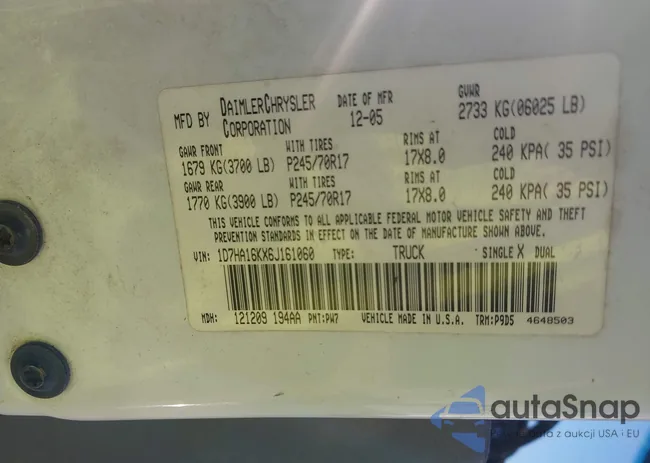 MFD BY DAIMLERCHRYSLER CORPORATION DATE OF MFR 12-05 GVWR 2733 KG(06025 LB)
GAWR FRONT WITH TIRES RIMS AT COLD
1679 KG(3700 LB) P245/70R17 17X8.0 240 KPA( 35 PSI)
GAWR REAR WITH TIRES RIMS AT COLD
1770 KG(3900 LB) P245/70R17 17X8.0 240 KPA( 35 PSI)
THIS VEHICLE CONFORMS TO ALL APPLICABLE FEDERAL MOTOR VEHICLE SAFETY AND THEFT
PREVENTION STANDARDS IN EFFECT ON THE DATE OF MANUFACTURE SHOWN ABOVE.
VIN: 1D7HA16KX6J161060 TYPE: TRUCK SINGLE X DUAL
MDH: 121209 194AA PNT:PW7 VEHICLE MADE IN U.S.A. TRM:P9D5 4648503
autaSnap
auta z aukcji USA i EU